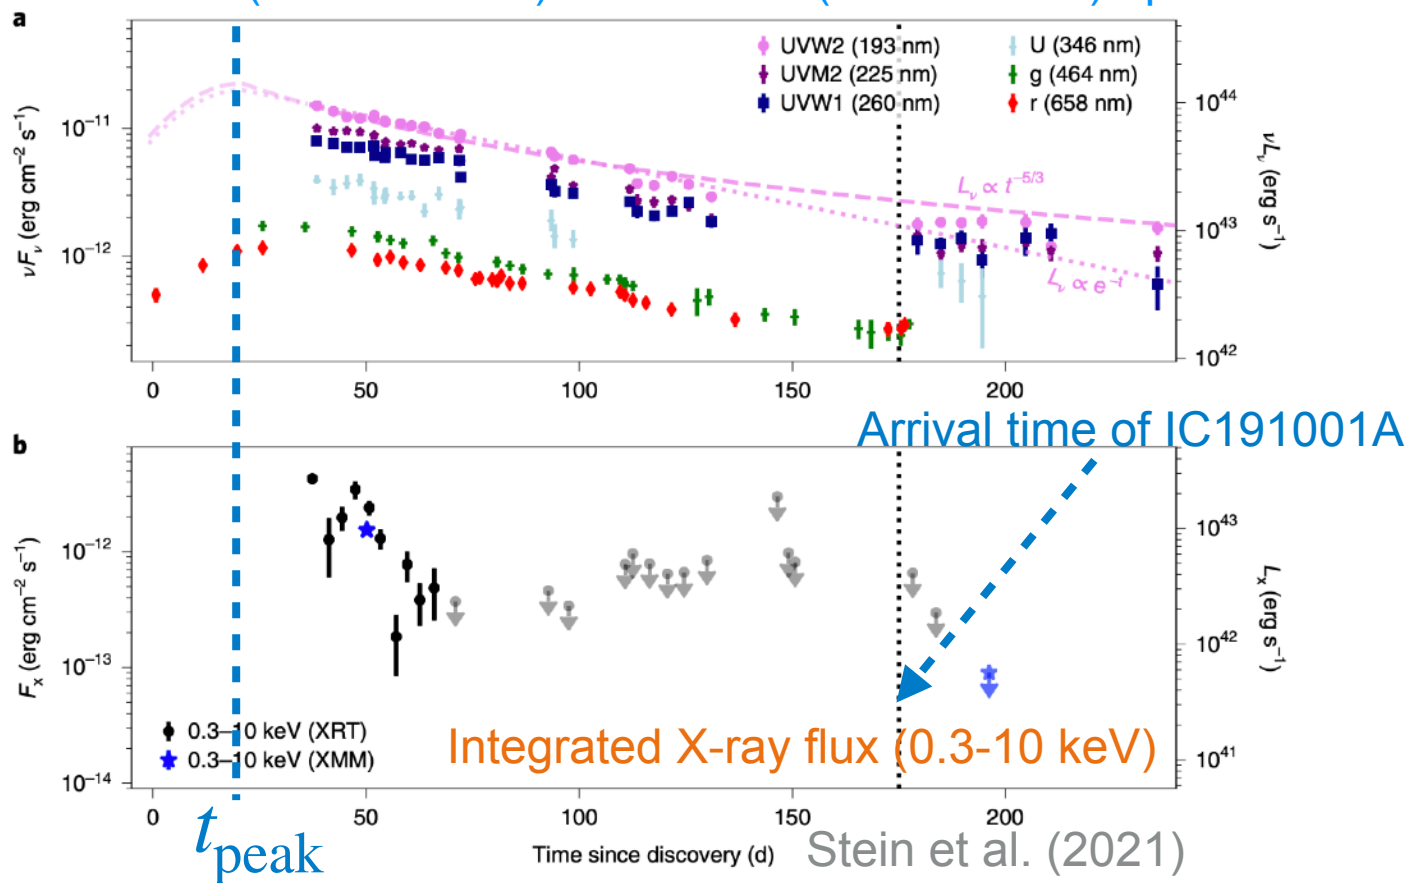 a
UVW2 (193 nm)
UVM2 (225 nm)
UVW1 (260 nm)
U (346 nm)
g (464 nm)
r (658 nm)
νFν (erg cm−2 s−1)
10−11
10−12
νLν (erg s−1)
1044
1043
1042
Lν ∝ t−5/3
Lν ∝ e−t
0 50 100 150 200
Arrival time of IC191001A
b
Fx (erg cm−2 s−1)
10−12
10−13
10−14
Lx (erg s−1)
1043
1042
1041
0.3–10 keV (XRT)
0.3–10 keV (XMM)
Integrated X-ray flux (0.3-10 keV)
0 50 100 150 200
tpeak
Time since discovery (d)
Stein et al. (2021)